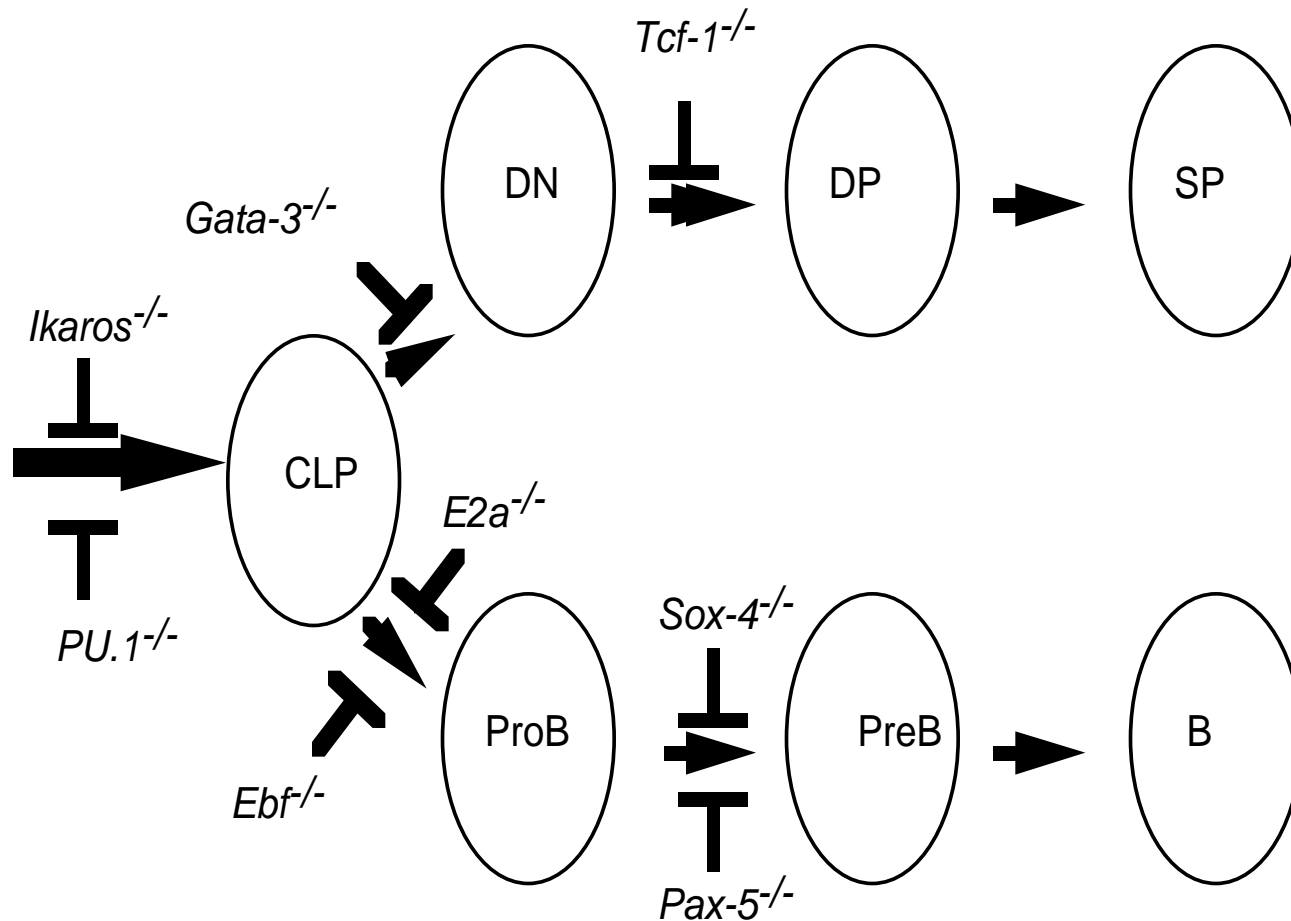 Tcf-1-/-
DN
DP
SP
Gata-3-/-
Ikaros-/-
CLP
E2a-/-
PU.1-/-
Sox-4-/-
ProB
PreB
B
Ebf-/-
Pax-5-/-